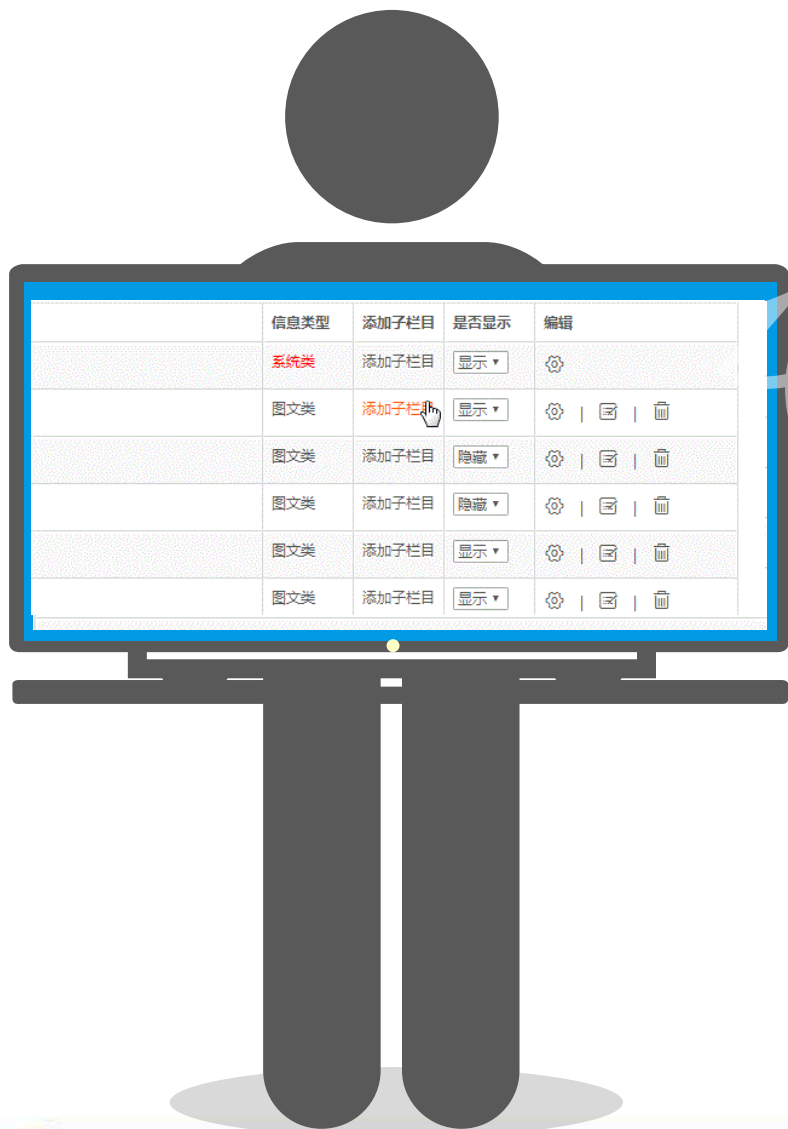 信息类型 添加子栏目 是否显示 编辑
系统类 添加子栏目 显示
图文类 添加子栏目 显示
图文类 添加子栏目 隐藏
图文类 添加子栏目 隐藏
图文类 添加子栏目 显示
图文类 添加子栏目 显示